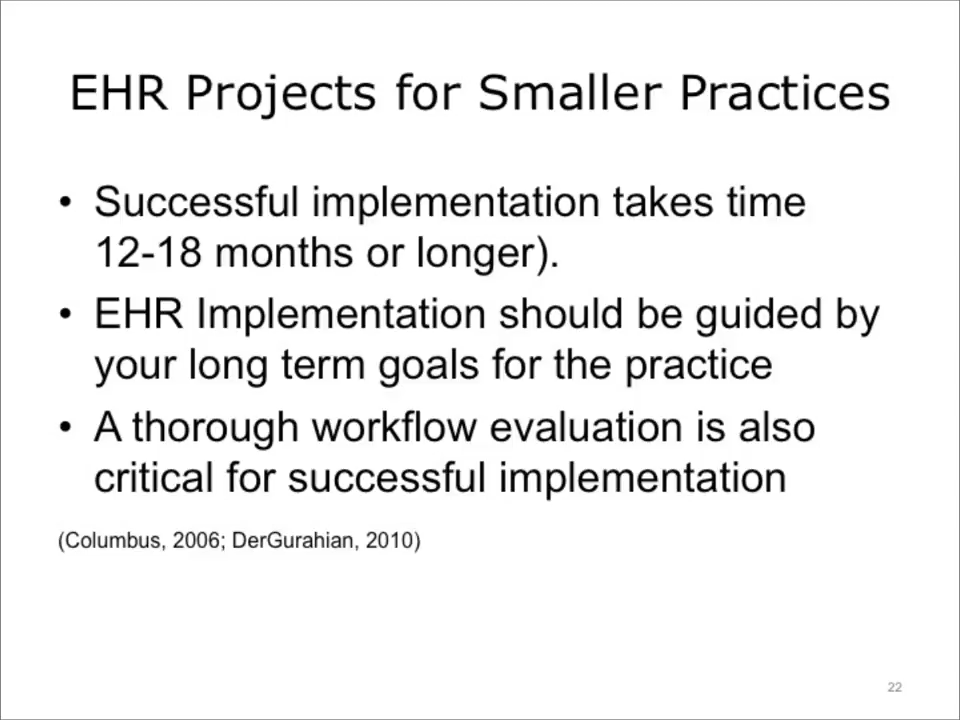 EHR Projects for Smaller Practices
• Successful implementation takes time
12-18 months or longer).
• EHR Implementation should be guided by
your long term goals for the practice
• A thorough workflow evaluation is also
critical for successful implementation
(Columbus, 2006; DerGurahian, 2010)
22